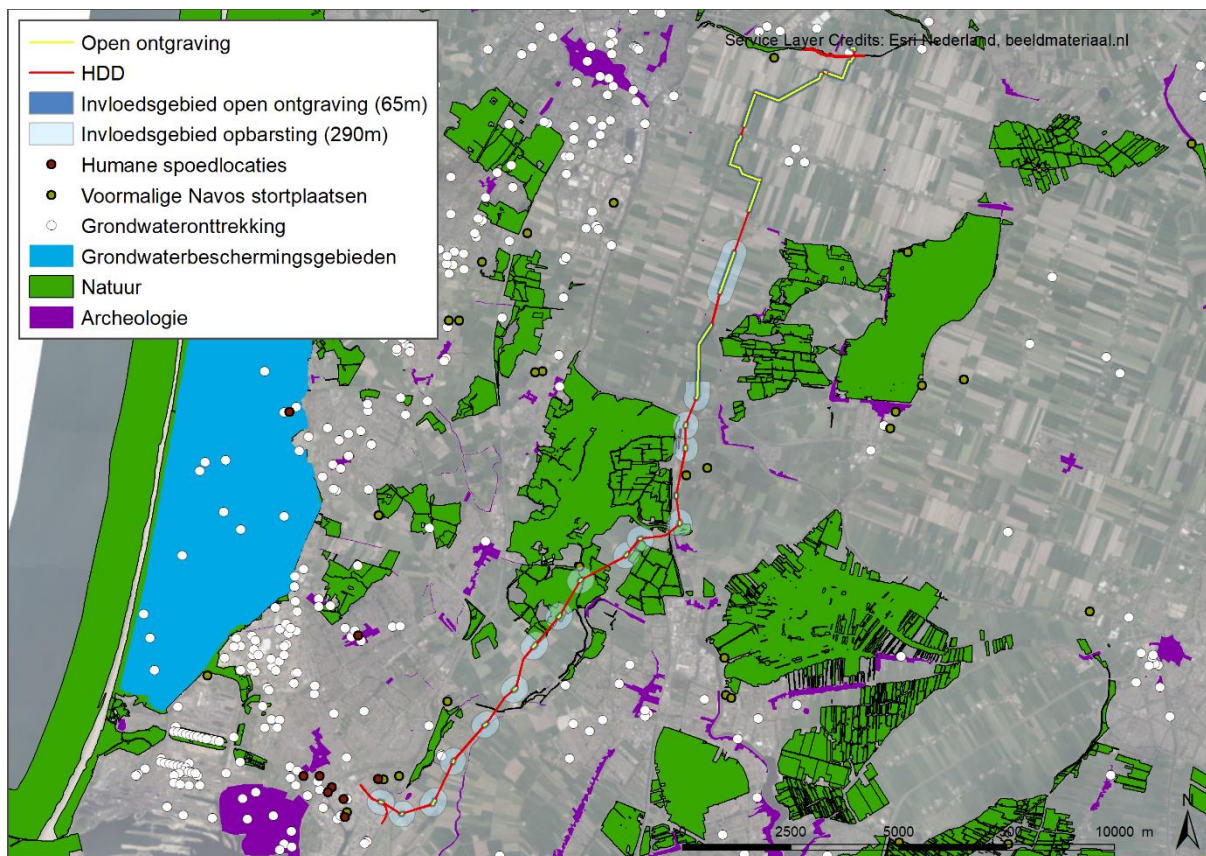 Open ontgraving
HDD
Invloedsgebied open ontgraving (65m)
Invloedsgebied opbarsting (290m)
Humane spoedlocaties
Voormalige Navos stortplaatsen
Grondwateronttrekking
Grondwaterbeschermingsgebieden
Natuur
Archeologie
Service Layer Credits: Esri Nederland, beeldmateriaal.nl
N
0 2500 5000 10000 m